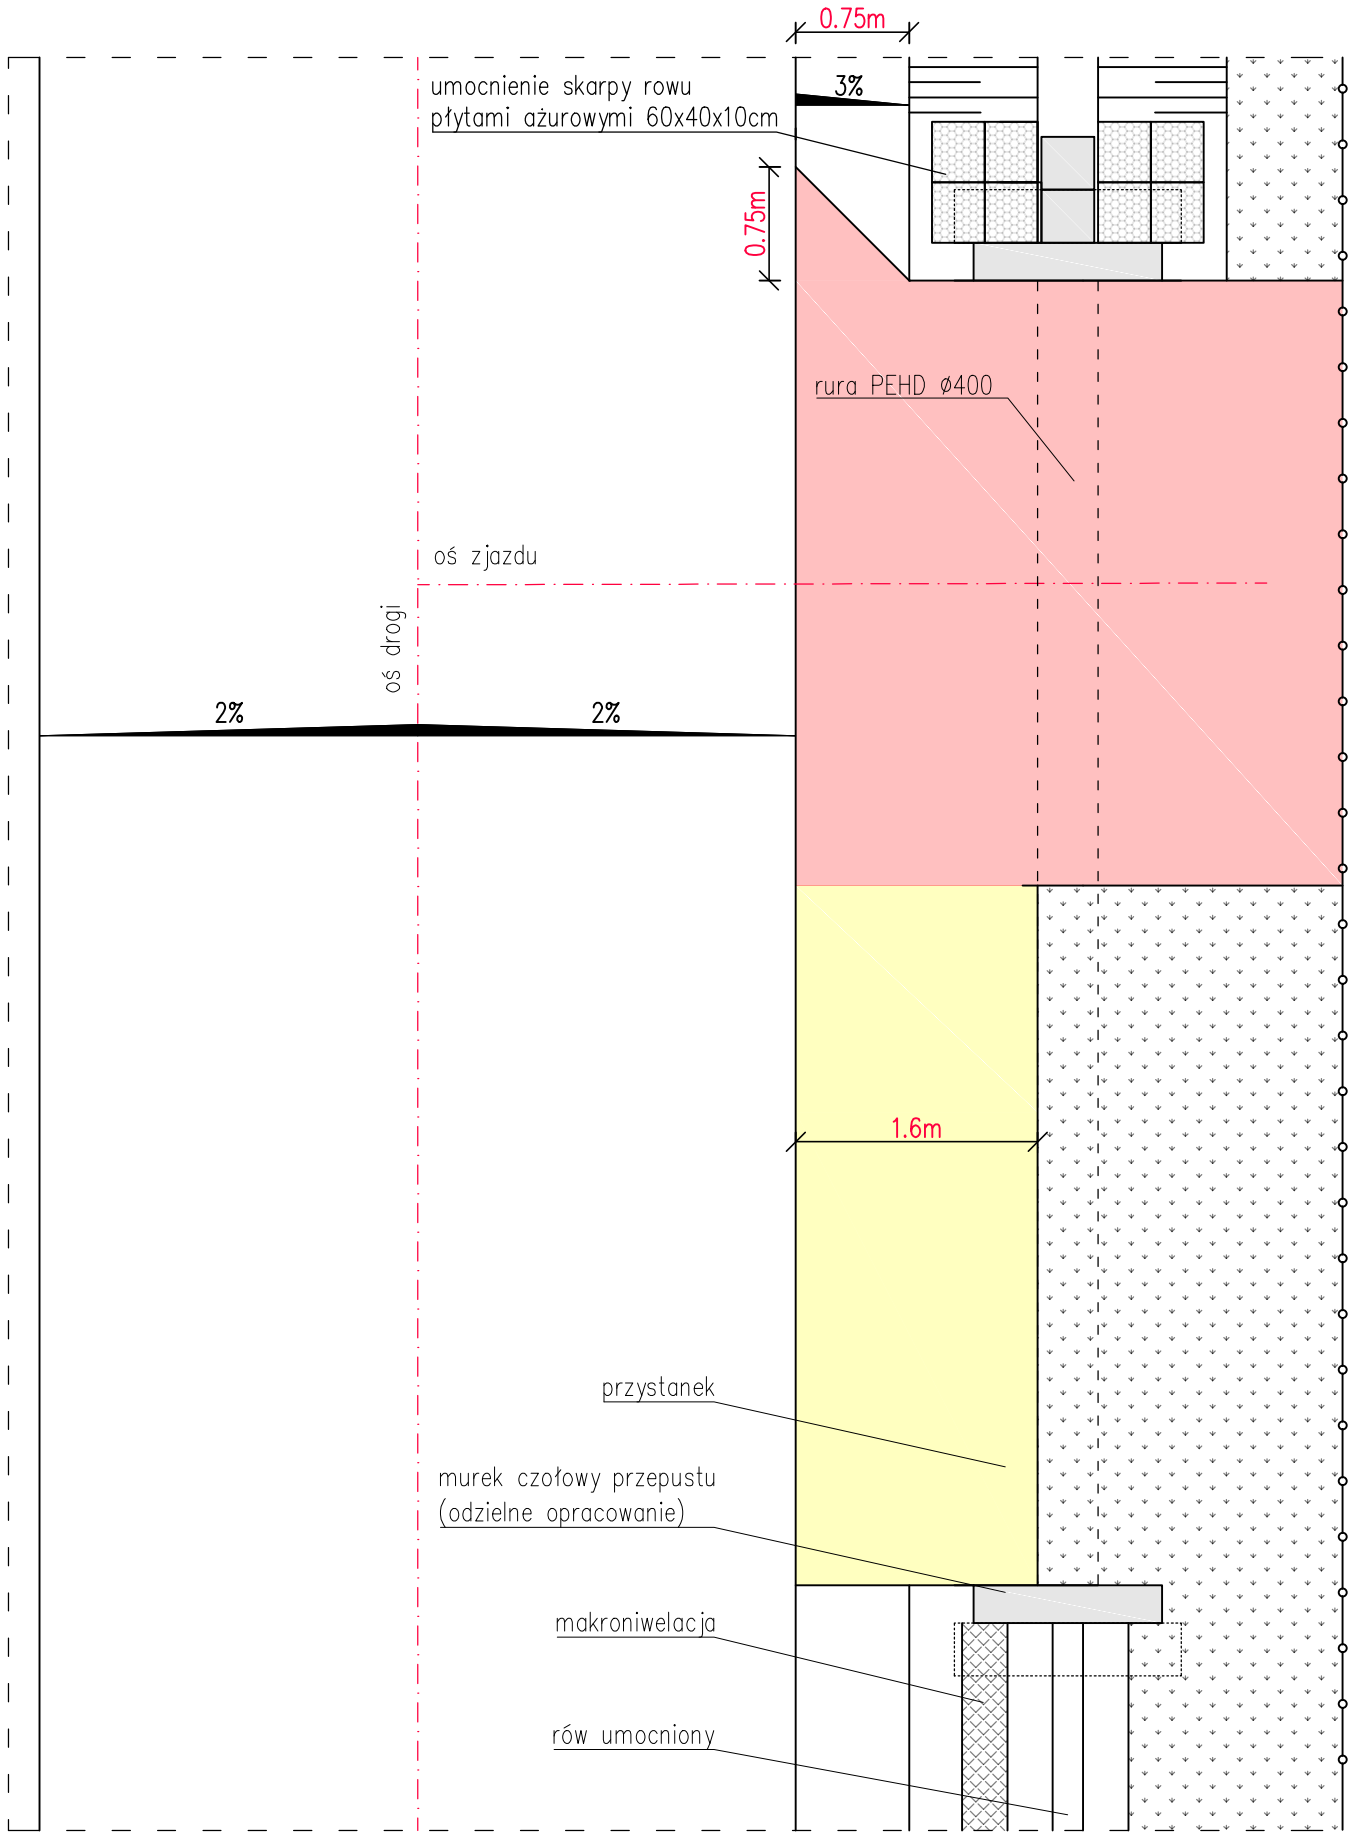 0.75m
umocnienie skarpy rowu
płytami ażurowymi 60x40x10cm
3%
0.75m
rura PEHD ø400
oś zjazdu
oś drogi
2%
2%
1.6m
przystanek
murek czołowy przepustu
(odzielne opracowanie)
makroniwelacja
rów umocniony